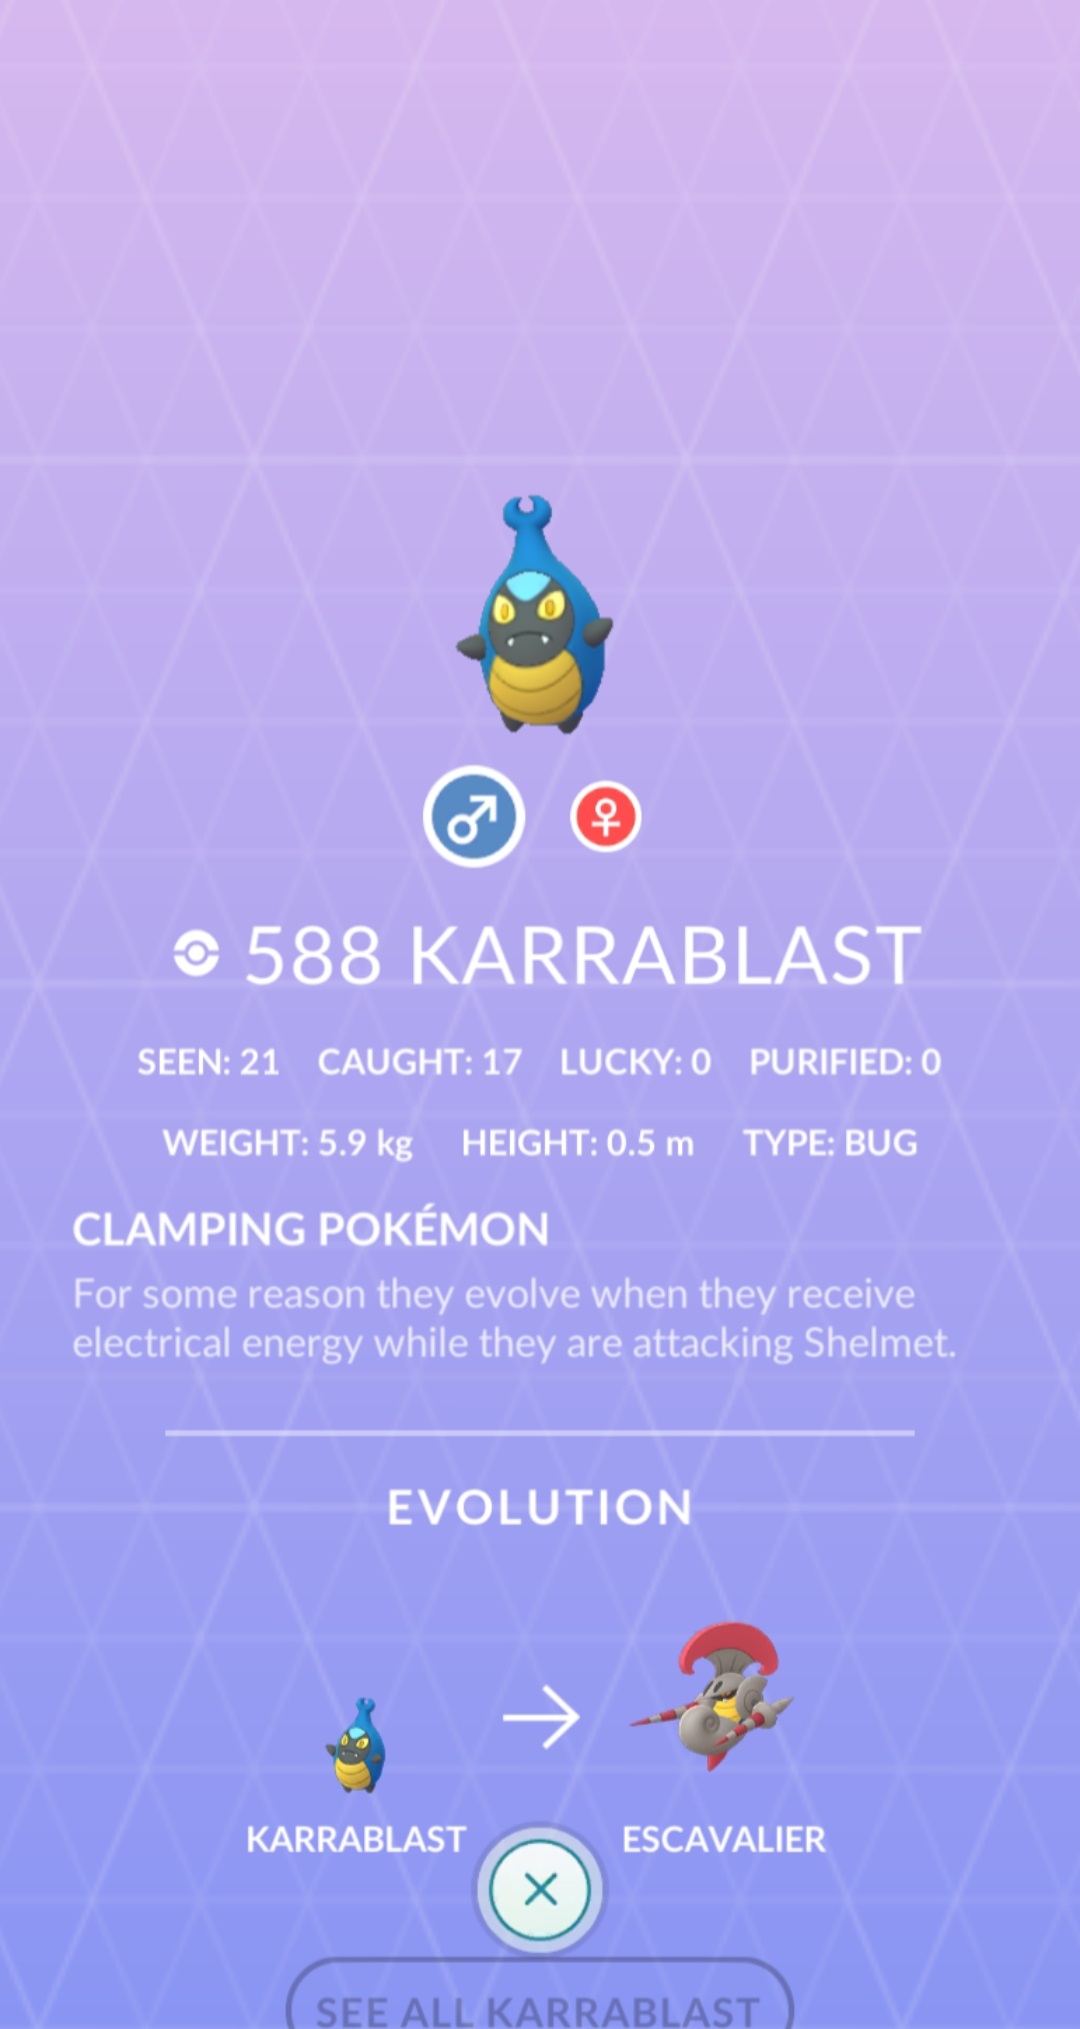 588 KARRABLAST
SEEN: 21 CAUGHT: 17 LUCKY: 0 PURIFIED: 0
WEIGHT: 5.9 kg HEIGHT: 0.5 m TYPE: BUG
CLAMPING POKÉMON
For some reason they evolve when they receive
electrical energy while they are attacking Shelmet.
EVOLUTION
KARRABLAST ESCAVALIER
SEE ALL KARRABLAST